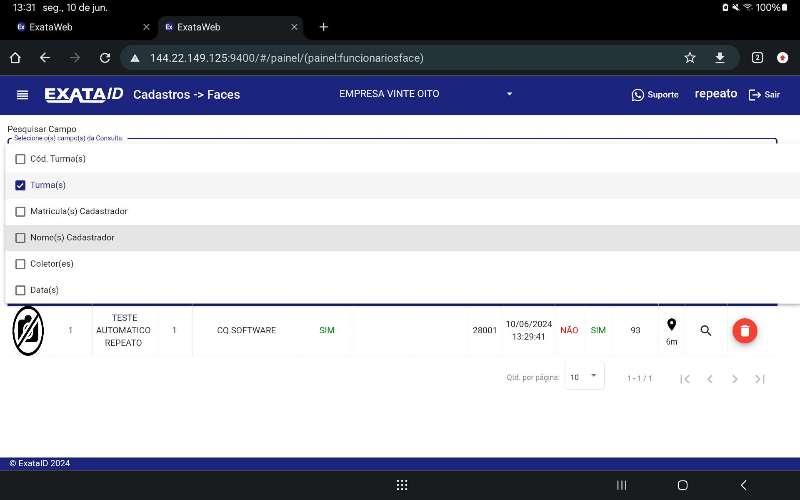 13:31 seg., 10 de jun.
100%
ExataWeb
ExataWeb
144.22.149.125:9400/#/painel/(painel:funcionariosface)
2
EXATAID
Cadastros -> Faces
EMPRESA VINTE OITO
Suporte
repeato
Sair
Pesquisar Campo
Selecione o(s) campo(s) da Consulta
Cód. Turma(s)
Turma(s)
Matricula(s) Cadastrador
Nome(s) Cadastrador
Coletor(es)
Data(s)
1
TESTE
AUTOMATICO
REPEATO
1
CQ.SOFTWARE
SIM
28001
10/06/2024
13:29:41
NÃO
SIM
93
6m
Qtd. por página:
10
1 - 1 / 1
© ExataID 2024